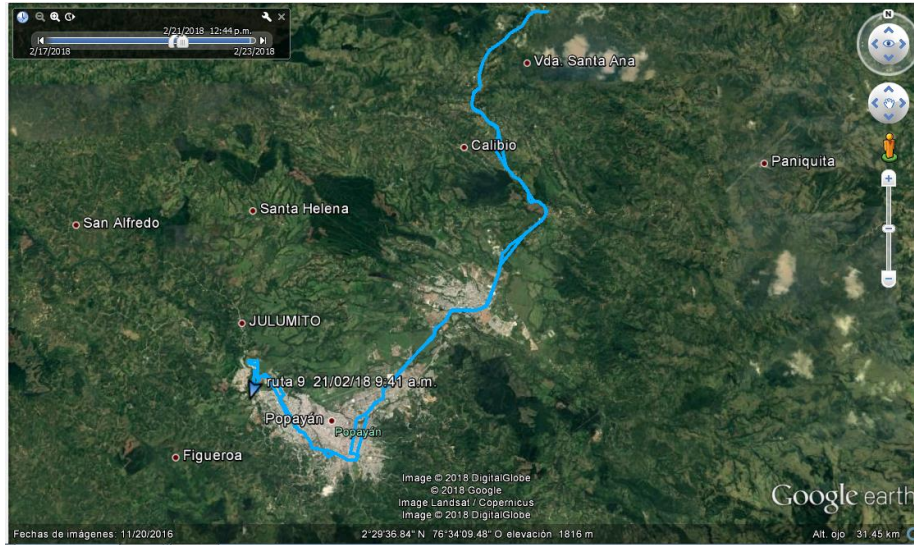 2/21/2018 12:44 p.m.
2/17/2018
2/23/2018
N
Vda. Santa Ana
Calibio
Paniquita
Santa Helena
San Alfredo
JULUMITO
ruta 9 21/02/18 9:41 a.m.
Popayán
Popayán
Figueroa
Image © 2018 DigitalGlobe
© 2018 Google
Image Landsat / Copernicus
Image © 2018 DigitalGlobe
Google earth
Fechas de imágenes: 11/20/2016
2°29'36.84" N 76°34'09.48" O elevación 1816 m
Alt. ojo 31.45 km